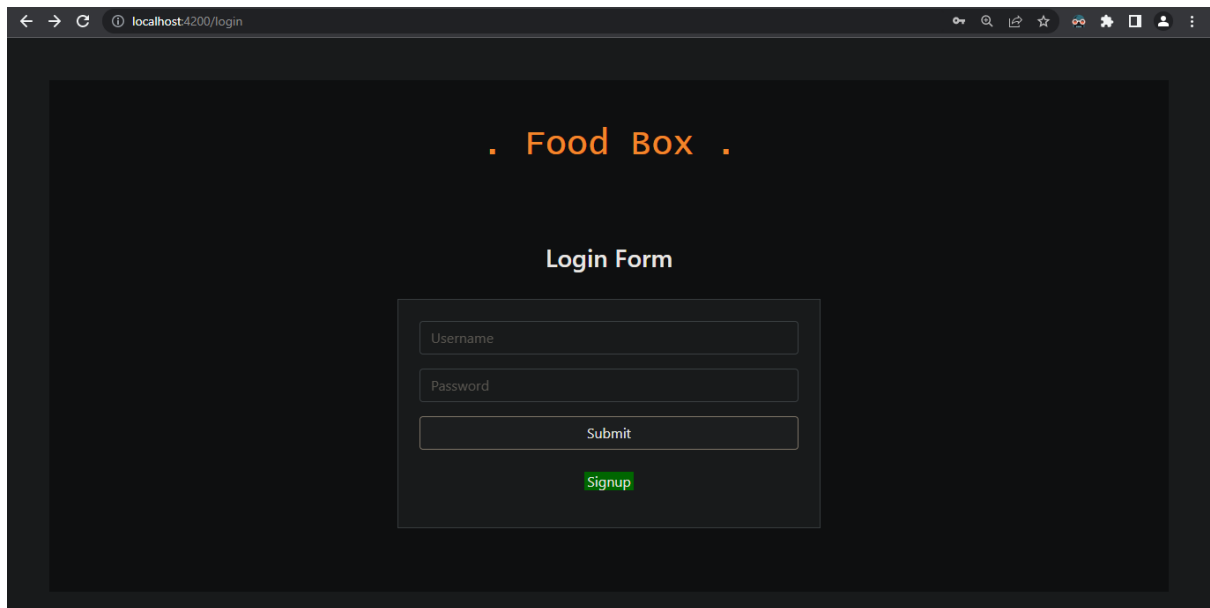 localhost:4200/login
. Food Box .
Login Form
Username
Password
Submit
Signup